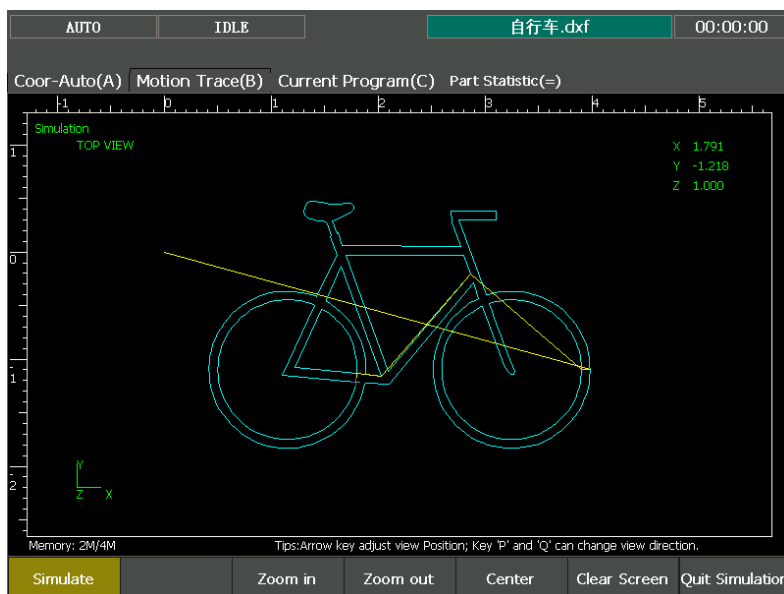 AUTO IDLE 自行车.dxf 00:00:00
Coor-Auto(A) Motion Trace(B) Current Program(C) Part Statistic(=)
-1 0 1 2 3 4 5
Simulation
TOP VIEW
X 1.791
Y -1.218
Z 1.000
1
0
-1
-2
Y
Z X
Memory: 2M/4M Tips:Arrow key adjust view Position; Key 'P' and 'Q' can change view direction.
Simulate Zoom in Zoom out Center Clear Screen Quit Simulation